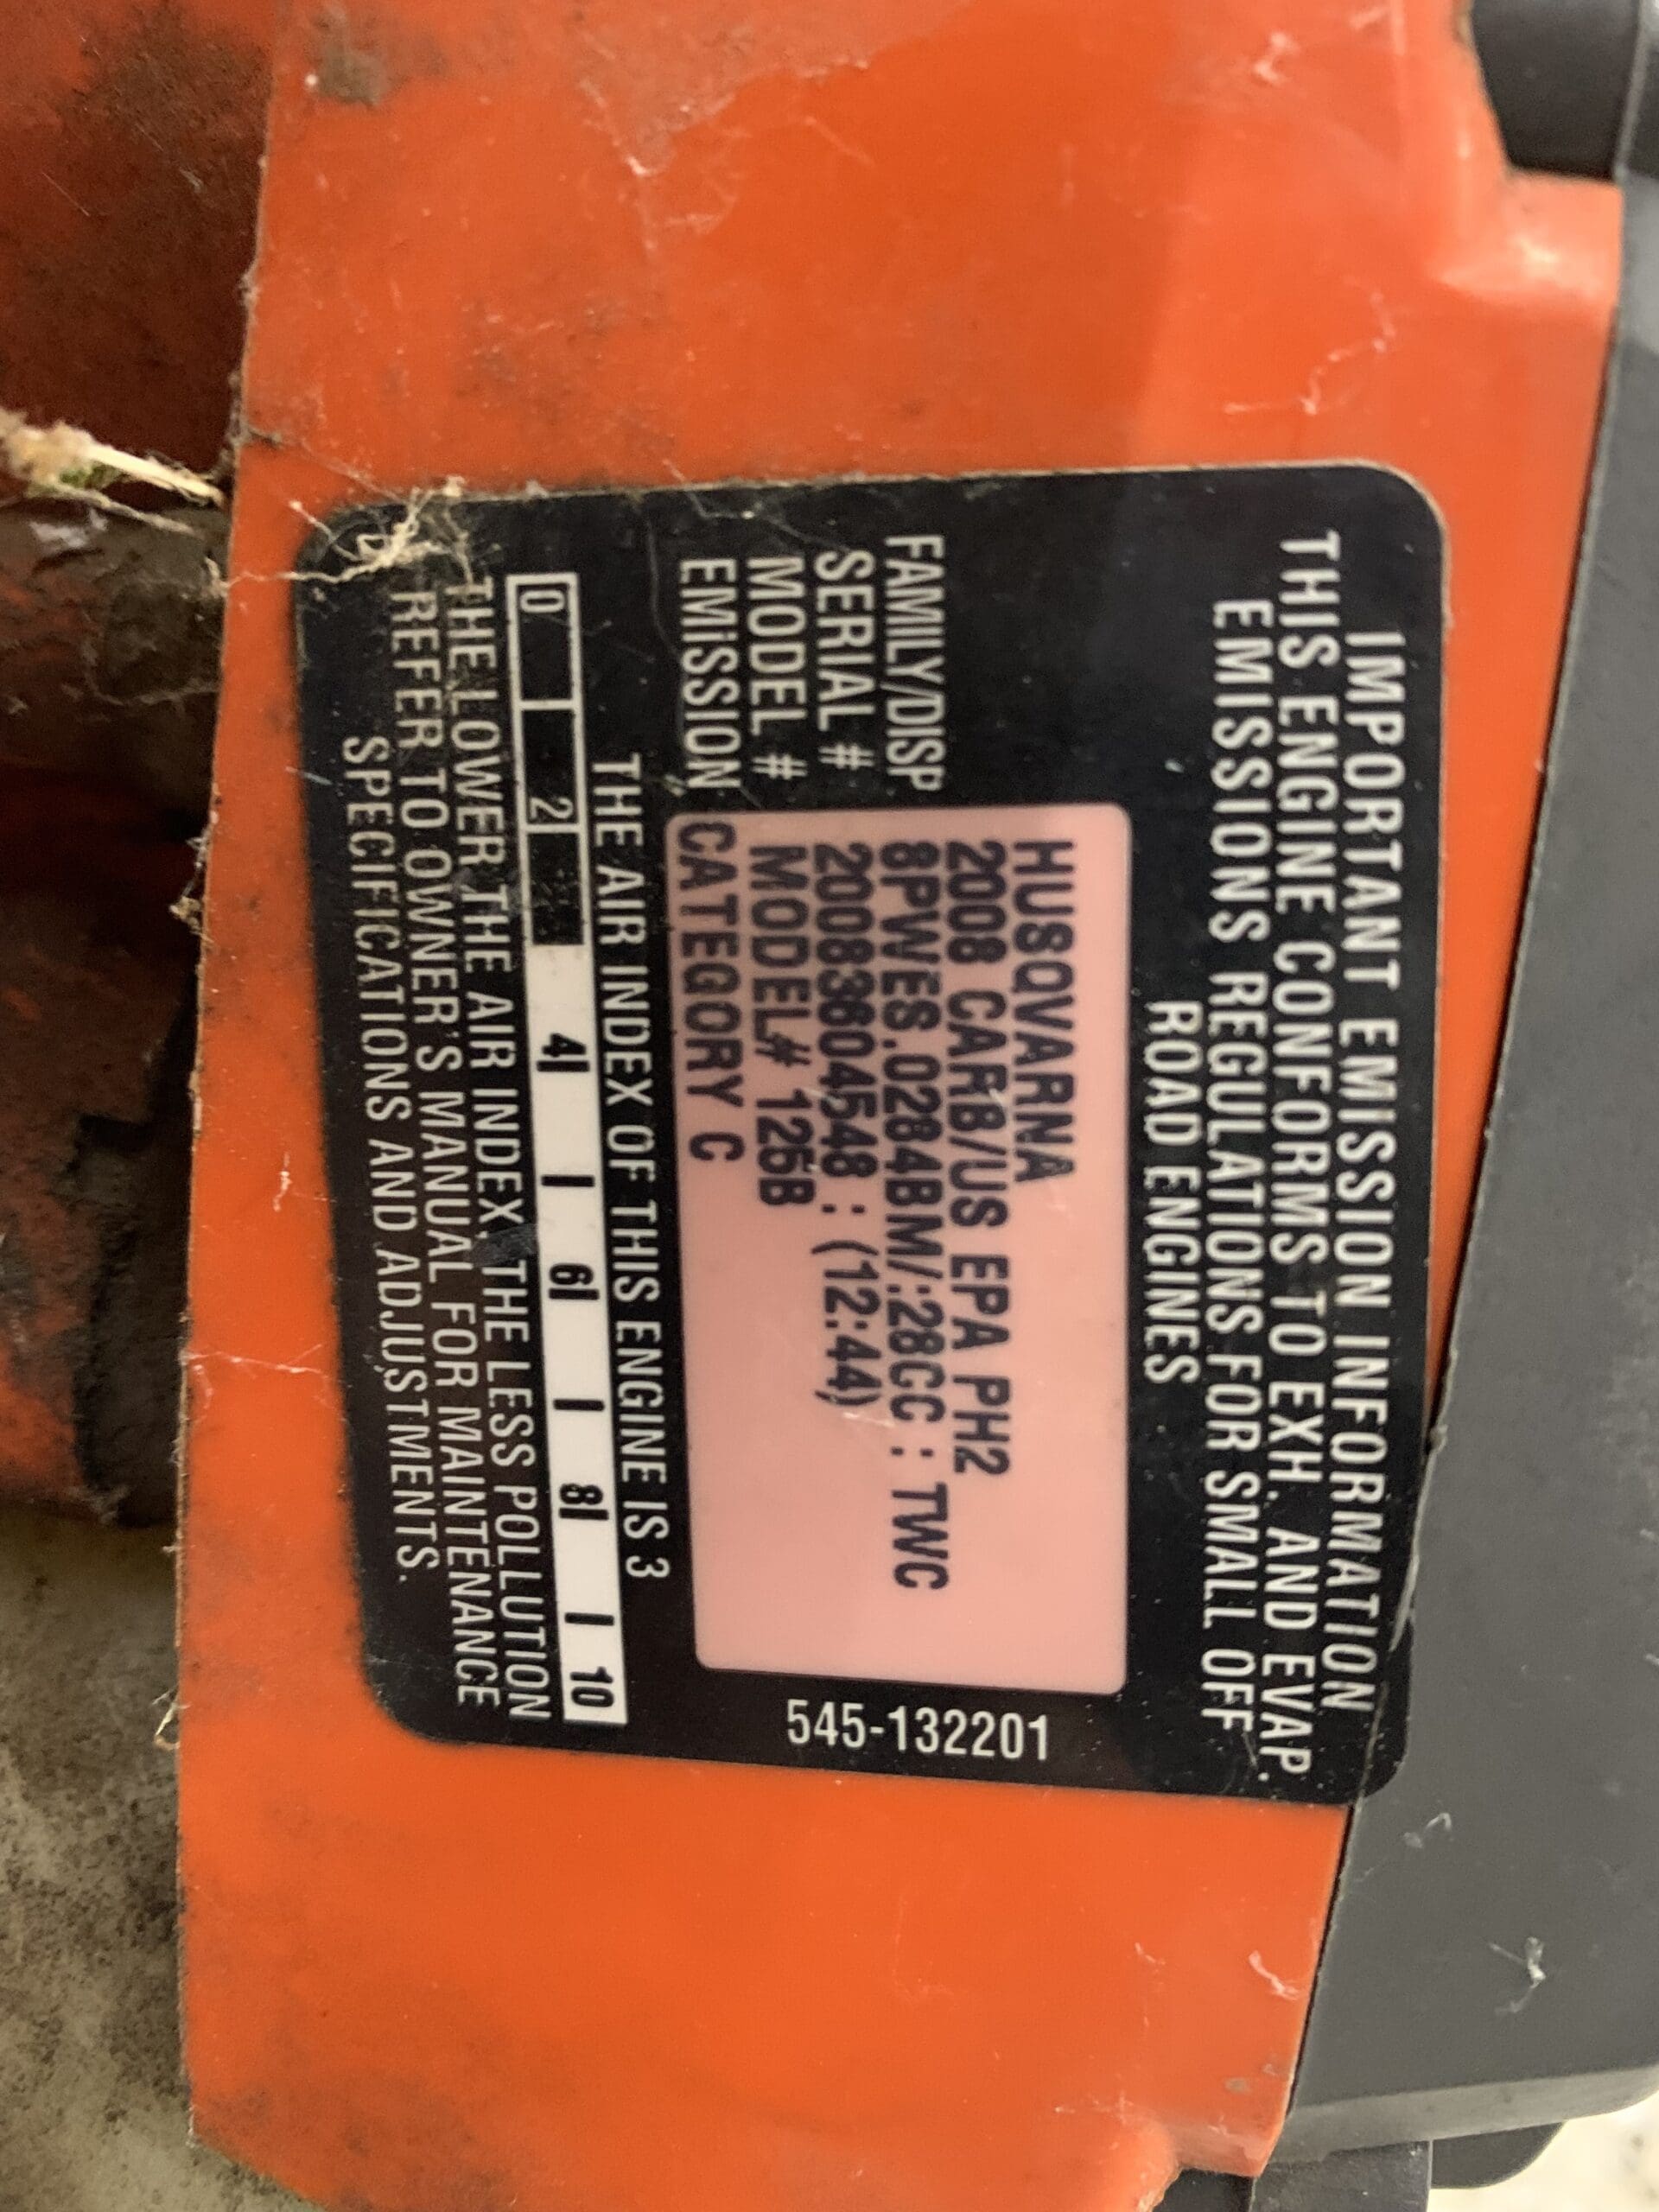 IMPORTANT EMISSION INFORMATION
THIS ENGINE CONFORMS TO EXH. AND EVAP.
EMISSIONS REGULATIONS FOR SMALL OFF
ROAD ENGINES
HUSQVARNA
2008 CARB/US EPA PH2
FAMILY/DISP 8PWES.0284BM/:28CC : TWC
SERIAL # 20083604548 : (12:44)
MODEL # MODEL# 125B
EMISSION CATEGORY C
545-132201
THE AIR INDEX OF THIS ENGINE IS 3
0 2 4 6 8 10
THE LOWER THE AIR INDEX, THE LESS POLLUTION
REFER TO OWNER'S MANUAL FOR MAINTENANCE
SPECIFICATIONS AND ADJUSTMENTS.